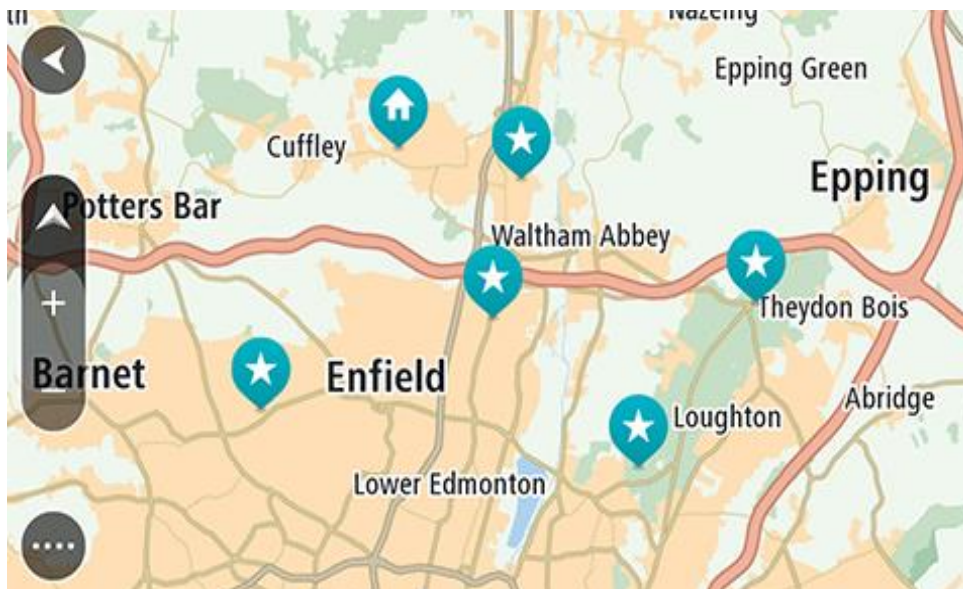 Nazeing
Epping Green
Cuffley
Epping
Potters Bar
Waltham Abbey
Theydon Bois
Barnet
Enfield
Abridge
Loughton
Lower Edmonton